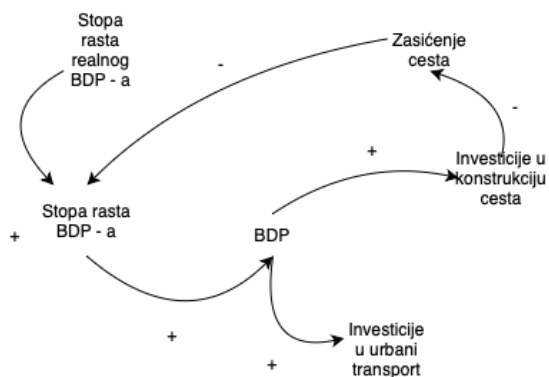 Stopa
rasta
realnog
BDP - a
-
Zasićenje
cesta
-
+
Investicije u
konstrukciju
cesta
Stopa rasta
BDP - a
+
BDP
+
+
Investicije
u urbani
transport